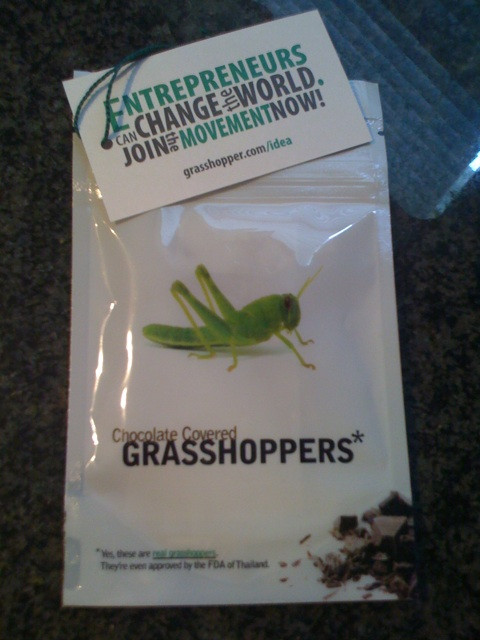 ENTREPRENEURS
CAN CHANGE the WORLD.
JOIN the MOVEMENT NOW!
grasshopper.com/idea
Chocolate Covered
GRASSHOPPERS*
*Yes, these are real grasshoppers.
They're even approved by the FDA of Thailand.